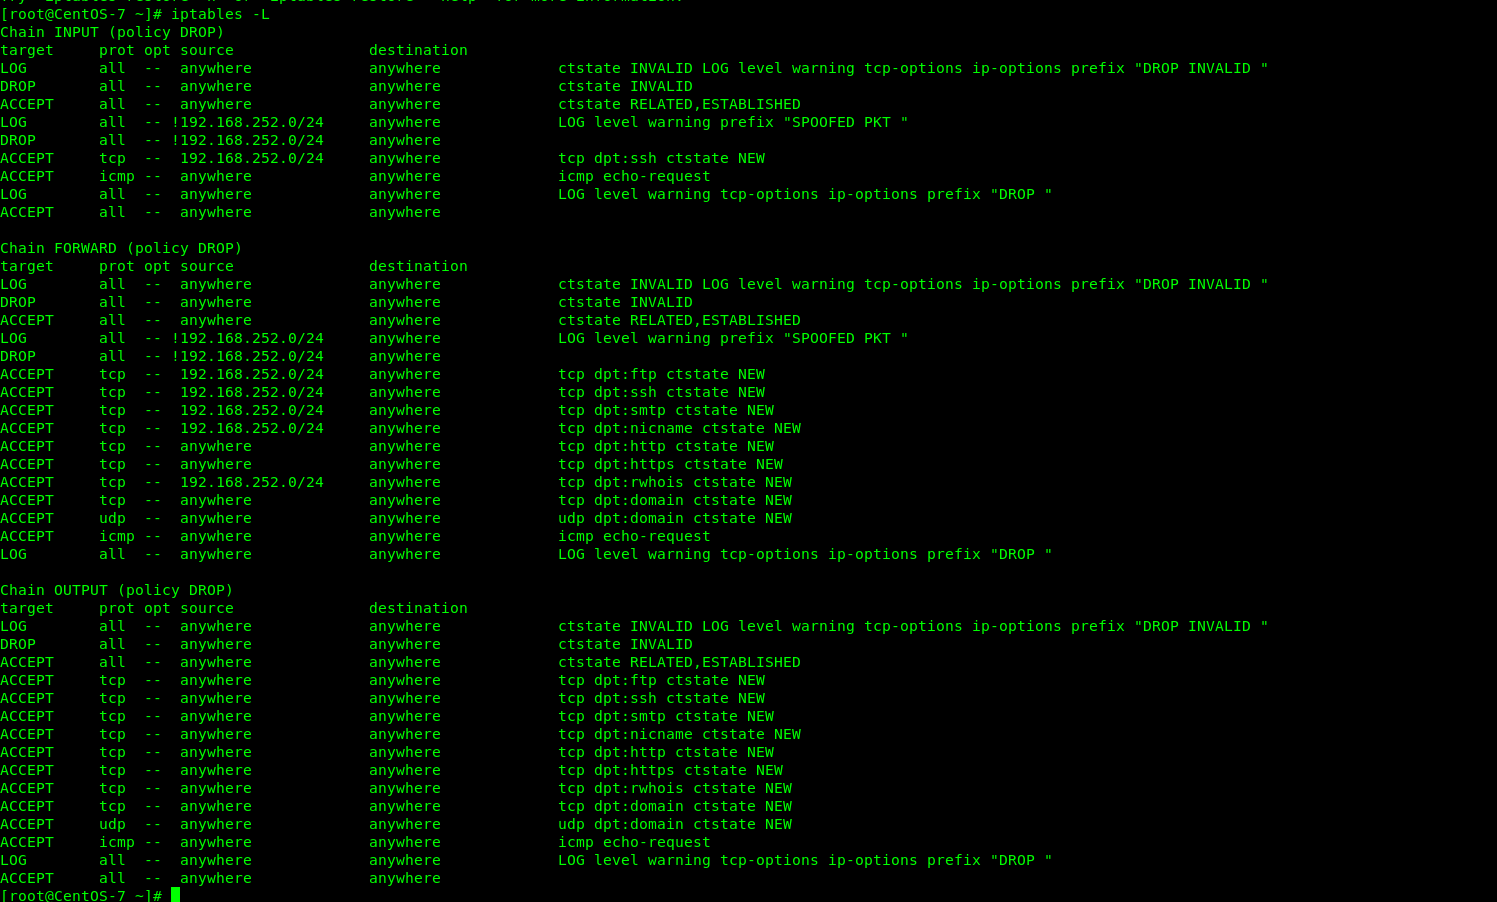 [root@CentOS-7 ~]# iptables -L
Chain INPUT (policy DROP)
target     prot opt source               destination
LOG        all  --  anywhere             anywhere             ctstate INVALID LOG level warning tcp-options ip-options prefix "DROP INVALID "
DROP       all  --  anywhere             anywhere             ctstate INVALID
ACCEPT     all  --  anywhere             anywhere             ctstate RELATED,ESTABLISHED
LOG        all  -- !192.168.252.0/24     anywhere             LOG level warning prefix "SPOOFED PKT "
DROP       all  -- !192.168.252.0/24     anywhere
ACCEPT     tcp  --  192.168.252.0/24     anywhere             tcp dpt:ssh ctstate NEW
ACCEPT     icmp --  anywhere             anywhere             icmp echo-request
LOG        all  --  anywhere             anywhere             LOG level warning tcp-options ip-options prefix "DROP "
ACCEPT     all  --  anywhere             anywhere

Chain FORWARD (policy DROP)
target     prot opt source               destination
LOG        all  --  anywhere             anywhere             ctstate INVALID LOG level warning tcp-options ip-options prefix "DROP INVALID "
DROP       all  --  anywhere             anywhere             ctstate INVALID
ACCEPT     all  --  anywhere             anywhere             ctstate RELATED,ESTABLISHED
LOG        all  -- !192.168.252.0/24     anywhere             LOG level warning prefix "SPOOFED PKT "
DROP       all  -- !192.168.252.0/24     anywhere
ACCEPT     tcp  --  192.168.252.0/24     anywhere             tcp dpt:ftp ctstate NEW
ACCEPT     tcp  --  192.168.252.0/24     anywhere             tcp dpt:ssh ctstate NEW
ACCEPT     tcp  --  192.168.252.0/24     anywhere             tcp dpt:smtp ctstate NEW
ACCEPT     tcp  --  192.168.252.0/24     anywhere             tcp dpt:nicname ctstate NEW
ACCEPT     tcp  --  anywhere             anywhere             tcp dpt:http ctstate NEW
ACCEPT     tcp  --  anywhere             anywhere             tcp dpt:https ctstate NEW
ACCEPT     tcp  --  192.168.252.0/24     anywhere             tcp dpt:rwhois ctstate NEW
ACCEPT     tcp  --  anywhere             anywhere             tcp dpt:domain ctstate NEW
ACCEPT     udp  --  anywhere             anywhere             udp dpt:domain ctstate NEW
ACCEPT     icmp --  anywhere             anywhere             icmp echo-request
LOG        all  --  anywhere             anywhere             LOG level warning tcp-options ip-options prefix "DROP "

Chain OUTPUT (policy DROP)
target     prot opt source               destination
LOG        all  --  anywhere             anywhere             ctstate INVALID LOG level warning tcp-options ip-options prefix "DROP INVALID "
DROP       all  --  anywhere             anywhere             ctstate INVALID
ACCEPT     all  --  anywhere             anywhere             ctstate RELATED,ESTABLISHED
ACCEPT     tcp  --  anywhere             anywhere             tcp dpt:ftp ctstate NEW
ACCEPT     tcp  --  anywhere             anywhere             tcp dpt:ssh ctstate NEW
ACCEPT     tcp  --  anywhere             anywhere             tcp dpt:smtp ctstate NEW
ACCEPT     tcp  --  anywhere             anywhere             tcp dpt:nicname ctstate NEW
ACCEPT     tcp  --  anywhere             anywhere             tcp dpt:http ctstate NEW
ACCEPT     tcp  --  anywhere             anywhere             tcp dpt:https ctstate NEW
ACCEPT     tcp  --  anywhere             anywhere             tcp dpt:rwhois ctstate NEW
ACCEPT     tcp  --  anywhere             anywhere             tcp dpt:domain ctstate NEW
ACCEPT     udp  --  anywhere             anywhere             udp dpt:domain ctstate NEW
ACCEPT     icmp --  anywhere             anywhere             icmp echo-request
LOG        all  --  anywhere             anywhere             LOG level warning tcp-options ip-options prefix "DROP "
ACCEPT     all  --  anywhere             anywhere
[root@CentOS-7 ~]#